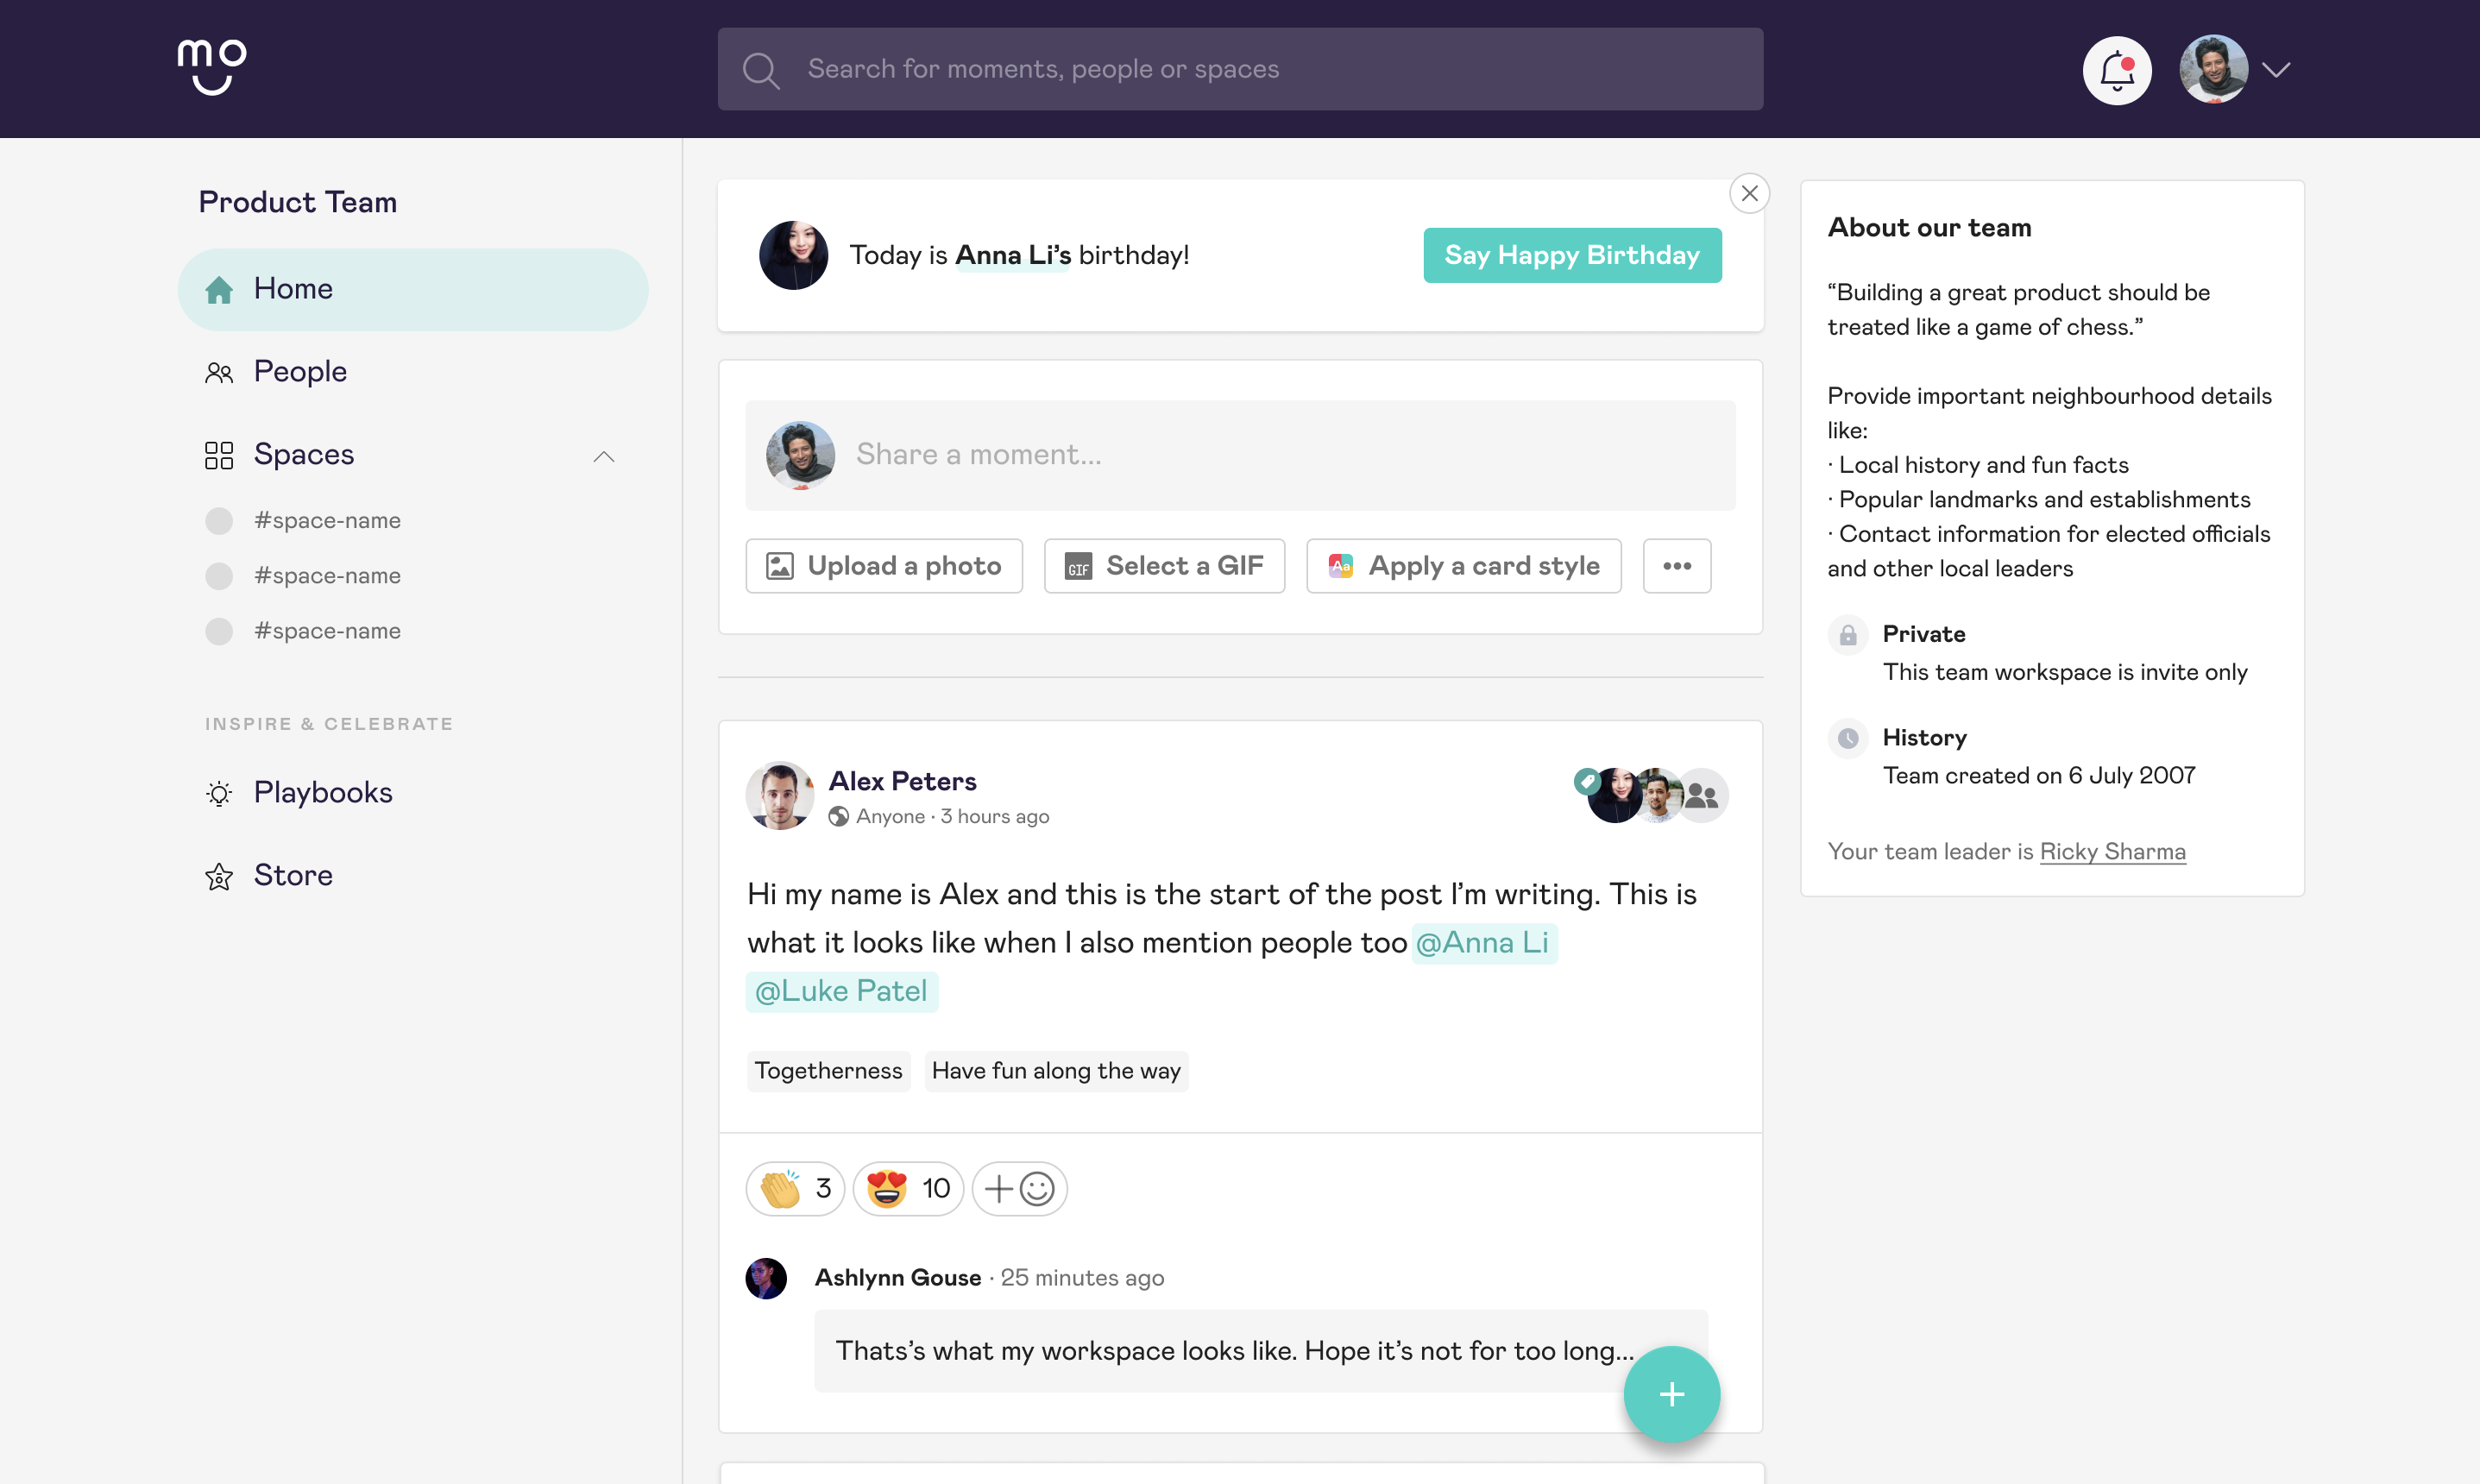 mo
Search for moments, people or spaces
Product Team
Home
People
Spaces
#space-name
#space-name
#space-name
INSPIRE & CELEBRATE
Playbooks
Store
Today is Anna Li’s birthday!
Say Happy Birthday
Share a moment...
Upload a photo
GIF Select a GIF
Aa Apply a card style
Alex Peters
Anyone · 3 hours ago
Hi my name is Alex and this is the start of the post I’m writing. This is
what it looks like when I also mention people too @Anna Li
@Luke Patel
Togetherness Have fun along the way
3 10
Ashlynn Gouse · 25 minutes ago
Thats’s what my workspace looks like. Hope it’s not for too long...
About our team
“Building a great product should be
treated like a game of chess.”
Provide important neighbourhood details
like:
· Local history and fun facts
· Popular landmarks and establishments
· Contact information for elected officials
and other local leaders
Private
This team workspace is invite only
History
Team created on 6 July 2007
Your team leader is Ricky Sharma